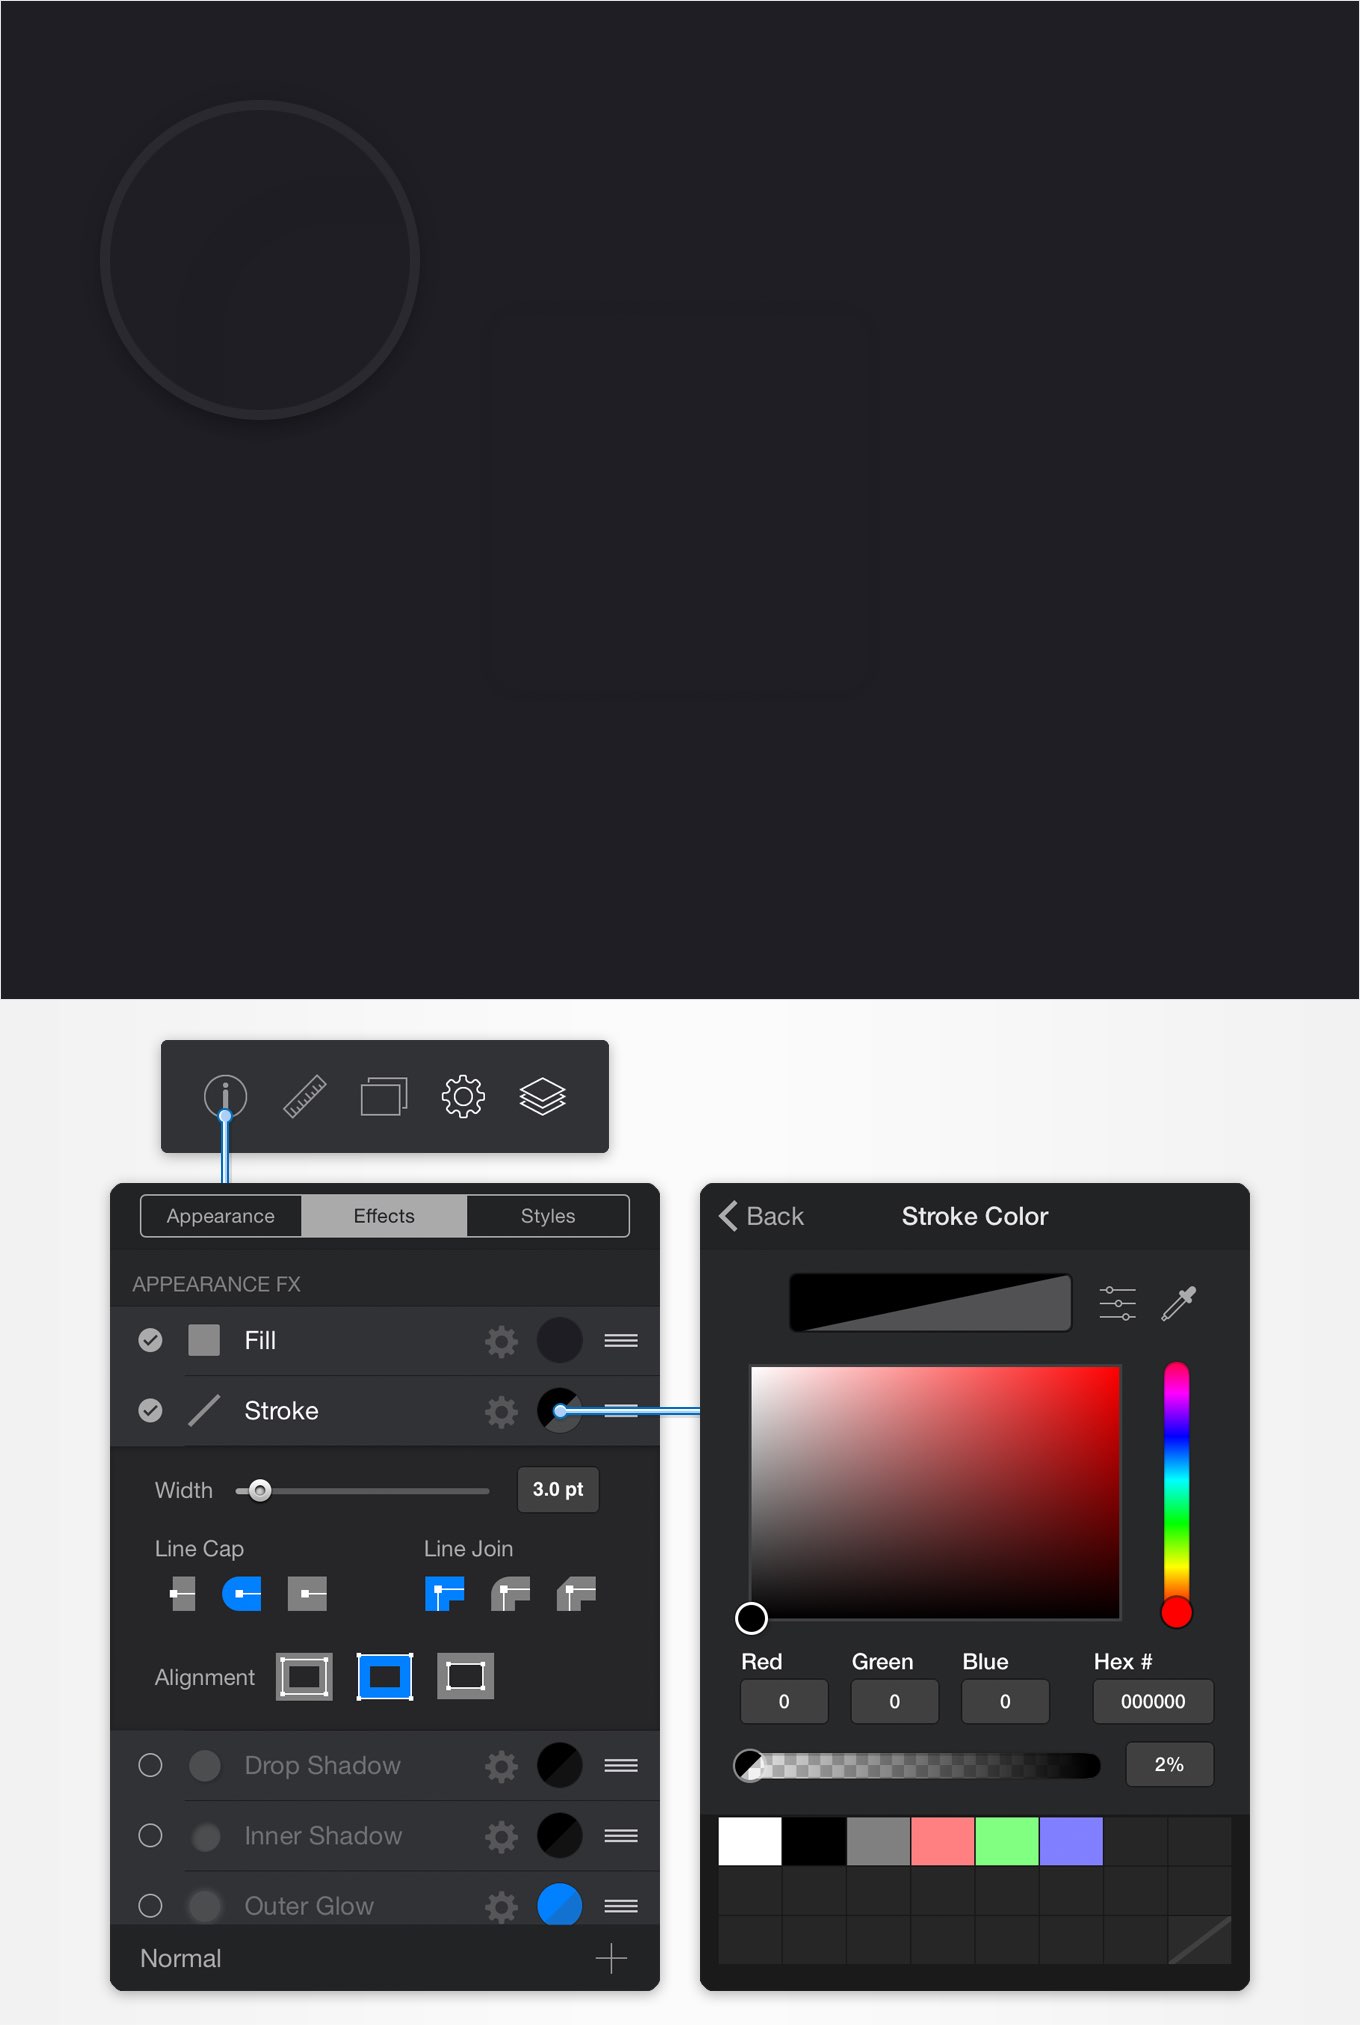 Appearance Effects Styles
APPEARANCE FX
Fill
Stroke
Width 3.0 pt
Line Cap Line Join
Alignment
Drop Shadow
Inner Shadow
Outer Glow
Normal
Back Stroke Color
Red Green Blue Hex #
0 0 0 000000
2%